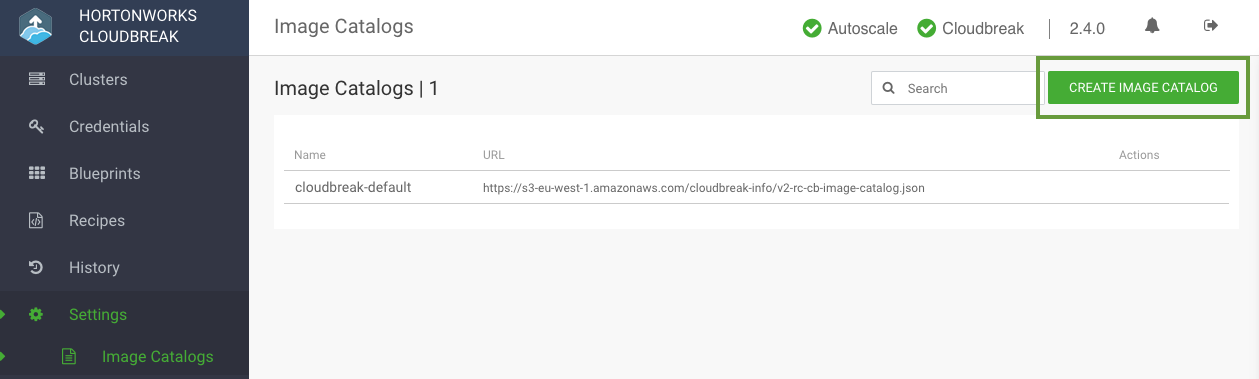 HORTONWORKS
CLOUDBREAK
Clusters
Credentials
Blueprints
Recipes
History
Settings
Image Catalogs
Image Catalogs
Autoscale
Cloudbreak
2.4.0
Image Catalogs | 1
Search
CREATE IMAGE CATALOG
Name URL Actions
cloudbreak-default https://s3-eu-west-1.amazonaws.com/cloudbreak-info/v2-rc-cb-image-catalog.json